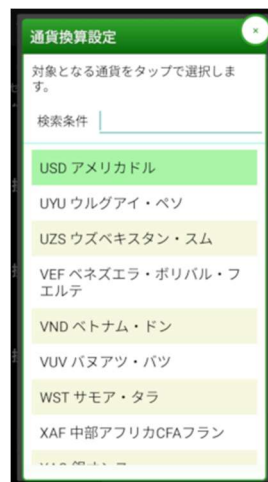 通貨換算設定
×
対象となる通貨をタップで選択しま
す。
検索条件
USD アメリカドル
UYU ウルグアイ・ペソ
UZS ウズベキスタン・スム
VEF ベネズエラ・ボリバル・フ
エルテ
VND ベトナム・ドン
VUV バヌアツ・バツ
WST サモア・タラ
XAF 中部アフリカCFAフラン